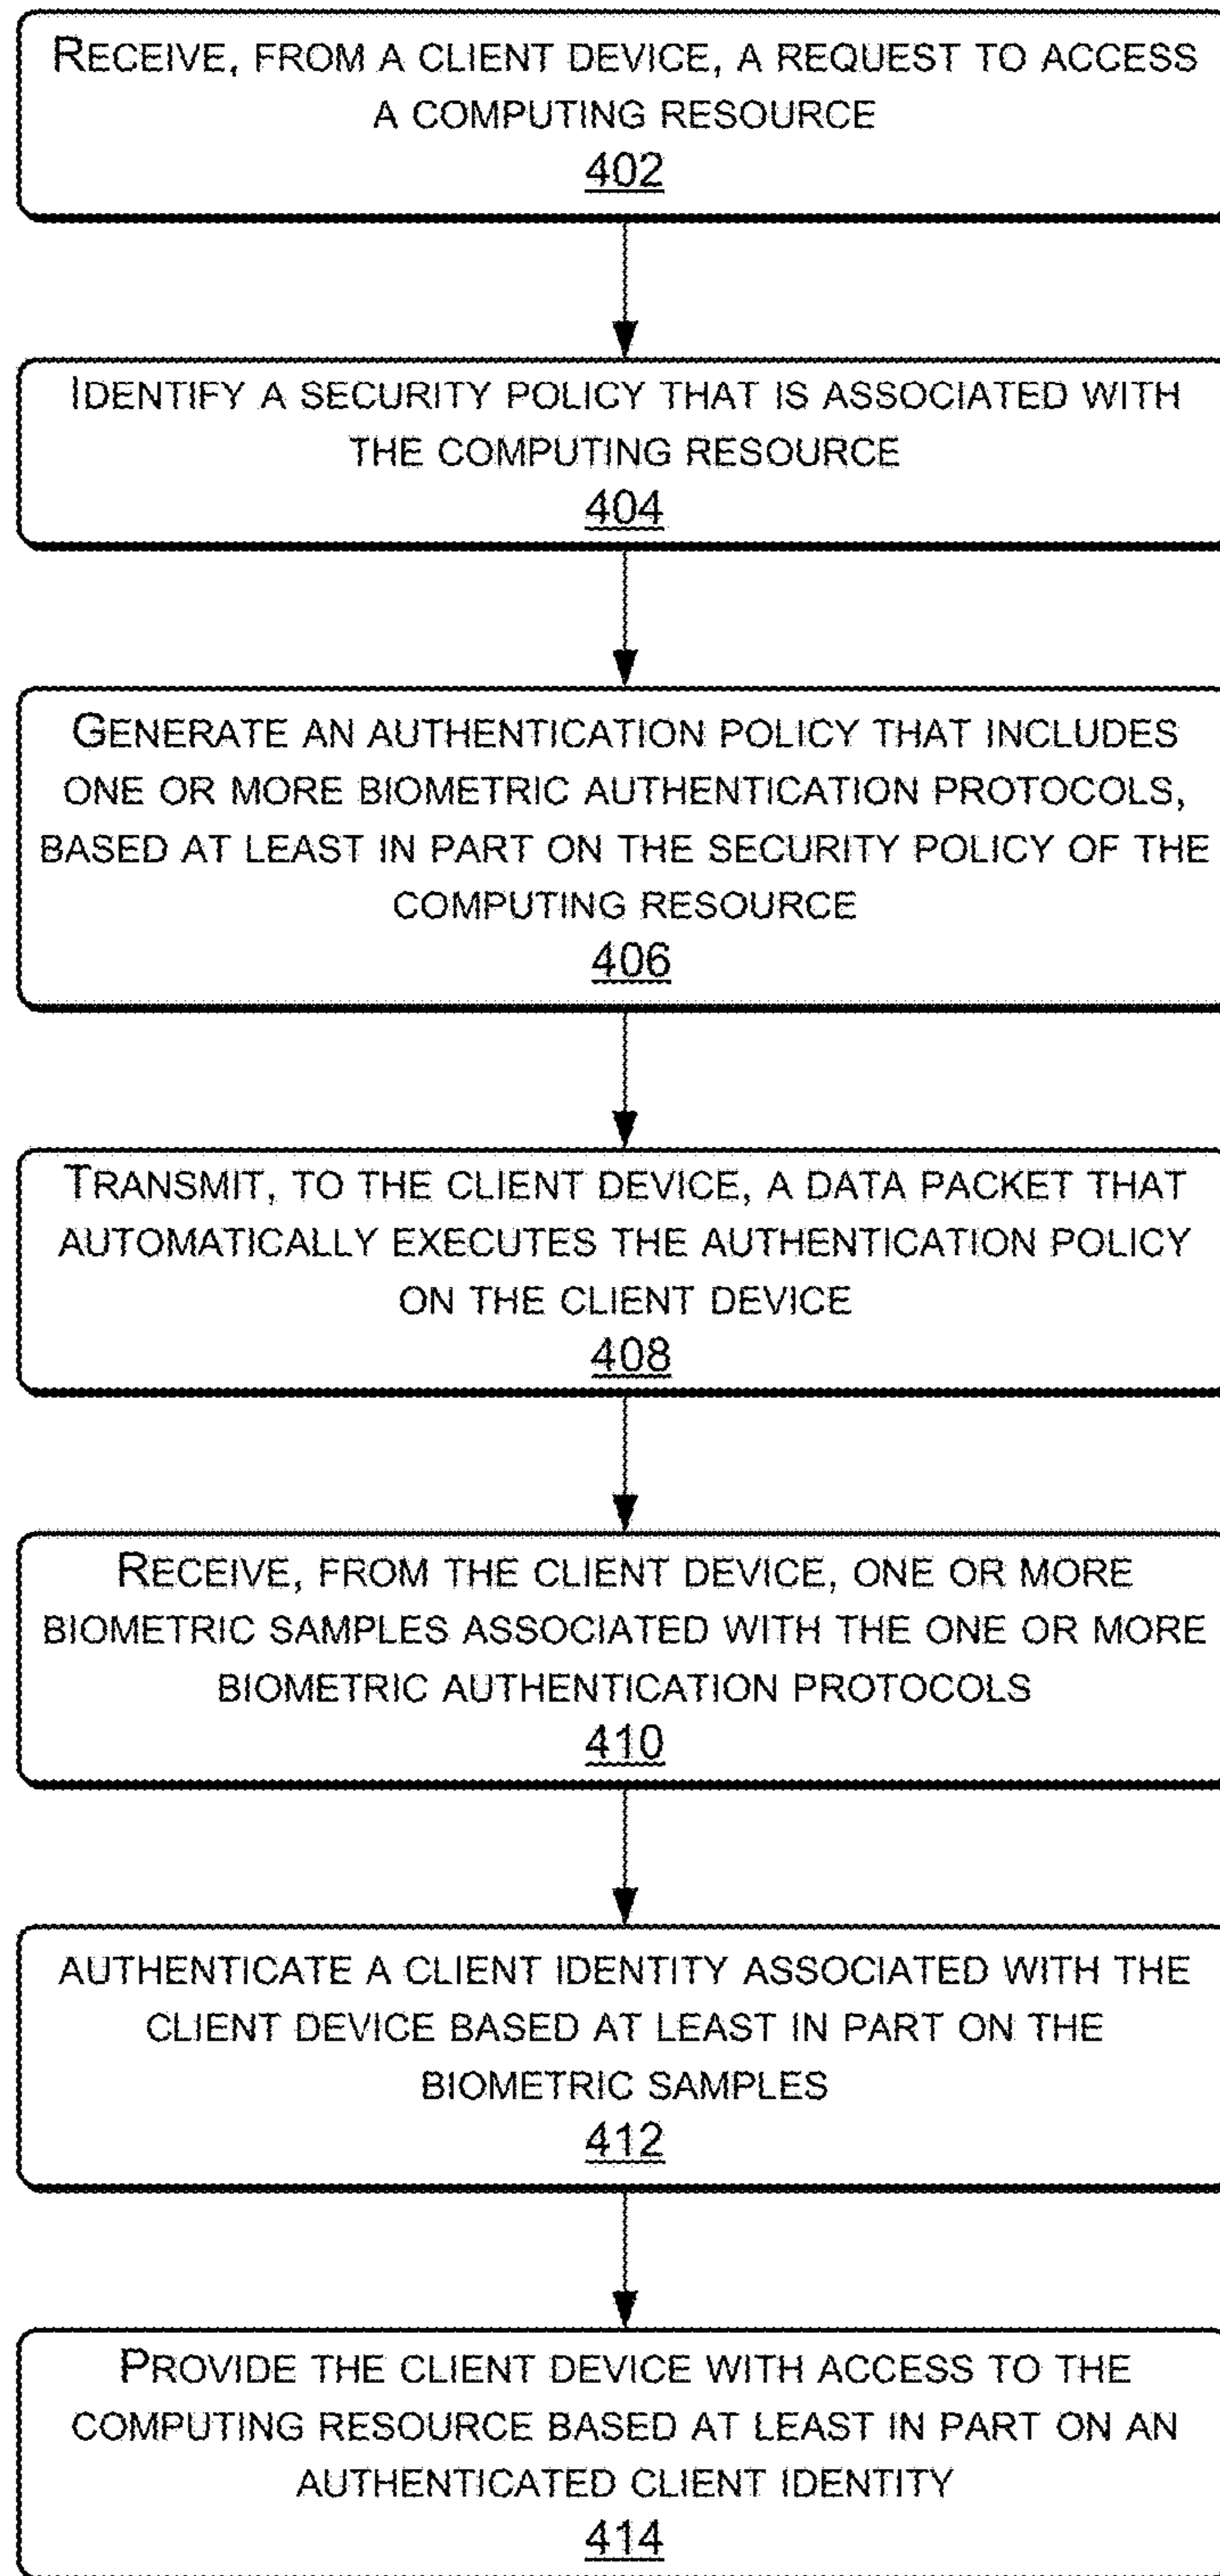 RECEIVE, FROM A CLIENT DEVICE, A REQUEST TO ACCESS
A COMPUTING RESOURCE
402
IDENTIFY A SECURITY POLICY THAT IS ASSOCIATED WITH
THE COMPUTING RESOURCE
404
GENERATE AN AUTHENTICATION POLICY THAT INCLUDES
ONE OR MORE BIOMETRIC AUTHENTICATION PROTOCOLS,
BASED AT LEAST IN PART ON THE SECURITY POLICY OF THE
COMPUTING RESOURCE
406
TRANSMIT, TO THE CLIENT DEVICE, A DATA PACKET THAT
AUTOMATICALLY EXECUTES THE AUTHENTICATION POLICY
ON THE CLIENT DEVICE
408
RECEIVE, FROM THE CLIENT DEVICE, ONE OR MORE
BIOMETRIC SAMPLES ASSOCIATED WITH THE ONE OR MORE
BIOMETRIC AUTHENTICATION PROTOCOLS
410
AUTHENTICATE A CLIENT IDENTITY ASSOCIATED WITH THE
CLIENT DEVICE BASED AT LEAST IN PART ON THE
BIOMETRIC SAMPLES
412
PROVIDE THE CLIENT DEVICE WITH ACCESS TO THE
COMPUTING RESOURCE BASED AT LEAST IN PART ON AN
AUTHENTICATED CLIENT IDENTITY
414